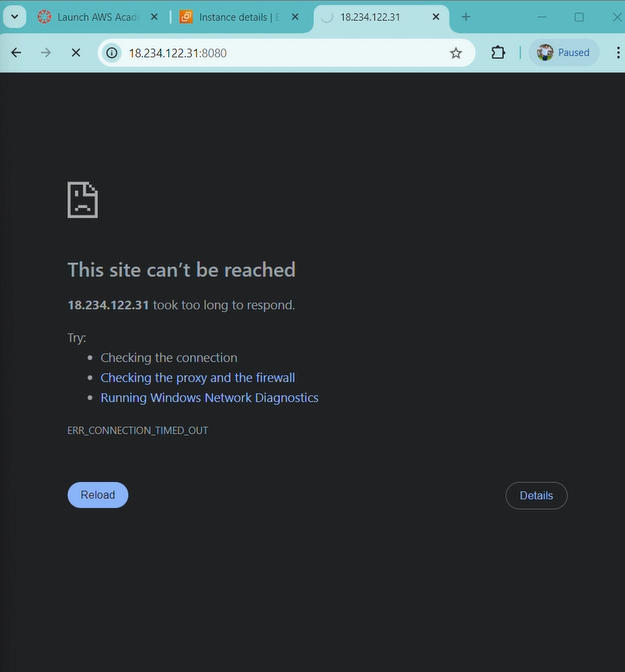 Launch AWS Acad
Instance details | E
18.234.122.31
18.234.122.31:8080
Paused
This site can't be reached
18.234.122.31 took too long to respond.
Try:
Checking the connection
Checking the proxy and the firewall
Running Windows Network Diagnostics
ERR_CONNECTION_TIMED_OUT
Reload
Details